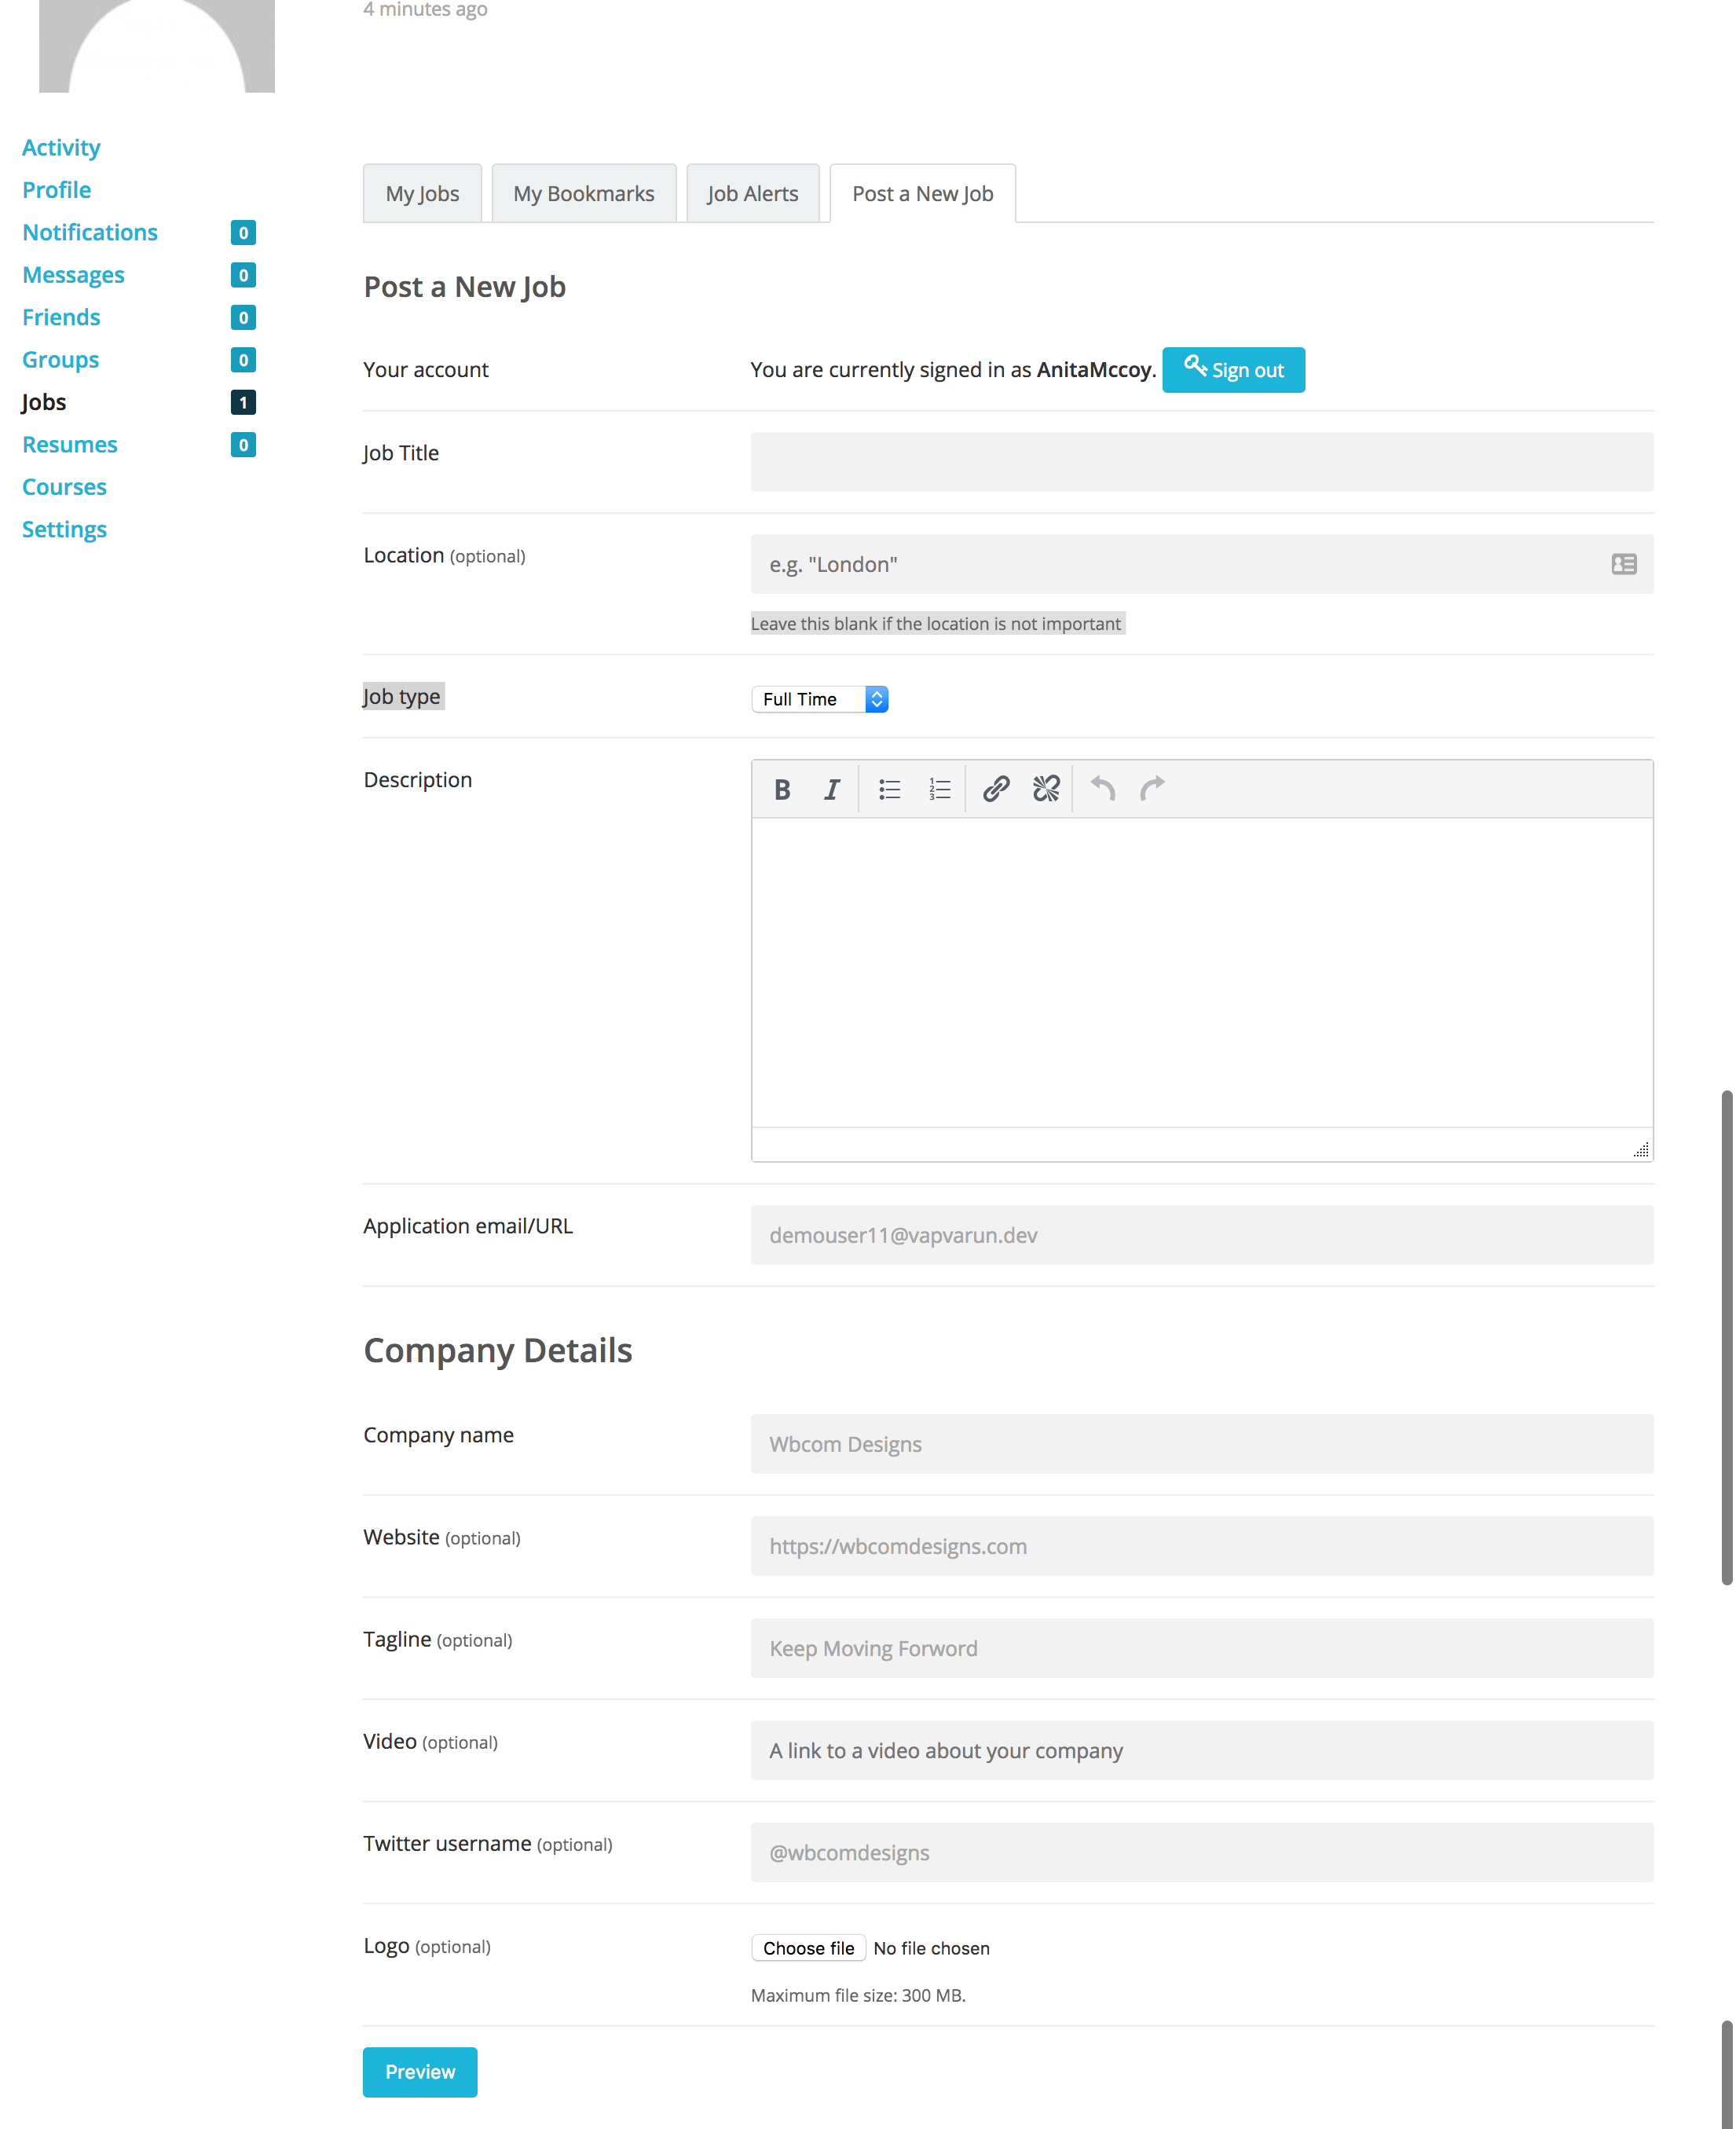 4 minutes ago
Activity
Profile
Notifications 0
Messages 0
Friends 0
Groups 0
Jobs 1
Resumes 0
Courses
Settings
My Jobs My Bookmarks Job Alerts Post a New Job
Post a New Job
Your account You are currently signed in as AnitaMccoy. Sign out
Job Title
Location (optional) e.g. "London"
Leave this blank if the location is not important
Job type Full Time
Description B I
Application email/URL demouser11@vapvarun.dev
Company Details
Company name Wbcom Designs
Website (optional) https://wbcomdesigns.com
Tagline (optional) Keep Moving Forword
Video (optional) A link to a video about your company
Twitter username (optional) @wbcomdesigns
Logo (optional) Choose file No file chosen
Maximum file size: 300 MB.
Preview